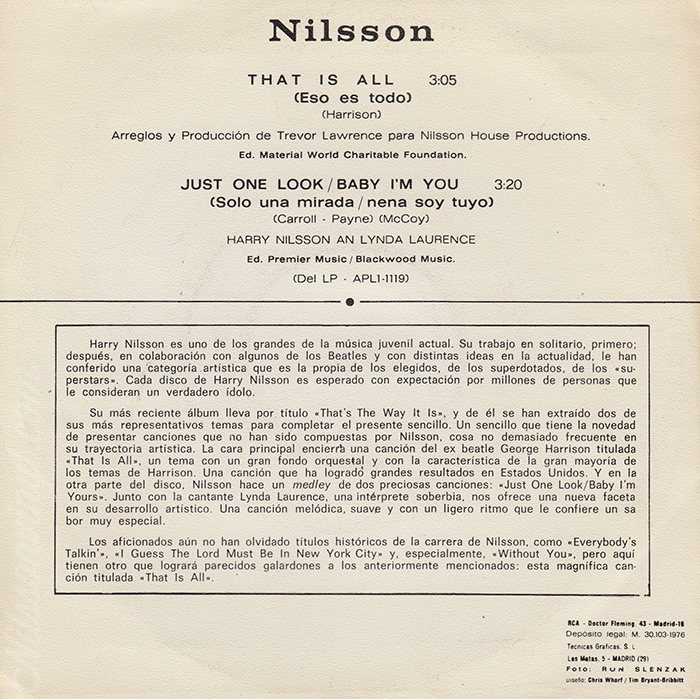 Nilsson
THAT IS ALL 3:05
(Eso es todo)
(Harrison)
Arreglos y Producción de Trevor Lawrence para Nilsson House Productions.
Ed. Material World Charitable Foundation.
JUST ONE LOOK/BABY I'M YOU 3:20
(Solo una mirada/nena soy tuyo)
(Carroll - Payne) (McCoy)
HARRY NILSSON AN LYNDA LAURENCE
Ed. Premier Music/Blackwood Music.
(Del LP - APL1-1119)
Harry Nilsson es uno de los grandes de la música juvenil actual. Su trabajo en solitario, primero;
después, en colaboración con algunos de los Beatles y con distintas ideas en la actualidad, le han
conferido una categoría artística que es la propia de los elegidos, de los superdotados, de los «su-
perstars». Cada disco de Harry Nilsson es esperado con expectación por millones de personas que
le consideran un verdadero ídolo.
Su más reciente álbum lleva por título «That's The Way It Is», y de él se han extraído dos de
sus más representativos temas para completar el presente sencillo. Un sencillo que tiene la novedad
de presentar canciones que no han sido compuestas por Nilsson, cosa no demasiado frecuente en
su trayectoria artística. La cara principal encierra una canción del ex beatle George Harrison titulada
«That Is All», un tema con un gran fondo orquestal y con la característica de la gran mayoría de
los temas de Harrison. Una canción que ha logrado grandes resultados en Estados Unidos. Y en la
otra parte del disco, Nilsson hace un medley de dos preciosas canciones: «Just One Look/Baby I'm
Yours». Junto con la cantante Lynda Laurence, una intérprete soberbia, nos ofrece una nueva faceta
en su desarrollo artístico. Una canción melódica, suave y con un ligero ritmo que le confiere un sa
bor muy especial.
Los aficionados aún no han olvidado títulos históricos de la carrera de Nilsson, como «Everybody's
Talkin'», «I Guess The Lord Must Be In New York City» y, especialmente, «Without You», pero aquí
tienen otro que logrará parecidos galardones a los anteriormente mencionados: esta magnífica can-
ción titulada «That Is All».
RCA - Doctor Fleming, 43 - Madrid-16
Depósito legal: M. 30.103-1976
Tecnicas Graficas, S. L.
Las Matas, 5 - MADRID (29)
Foto: RON SLENZAK
Diseño: Chris Whorf / Tim Bryant-Gribbitt